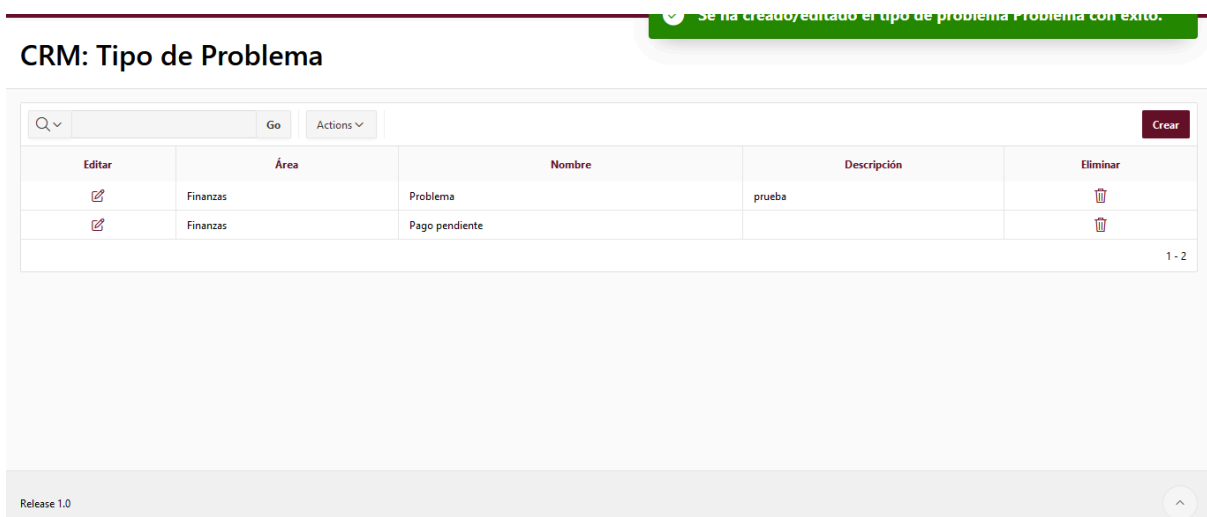 Se ha creado/editado el tipo de problema Problema con éxito.
CRM: Tipo de Problema
Go Actions Crear
Editar Área Nombre Descripción Eliminar
Finanzas Problema prueba
Finanzas Pago pendiente
1 - 2
Release 1.0